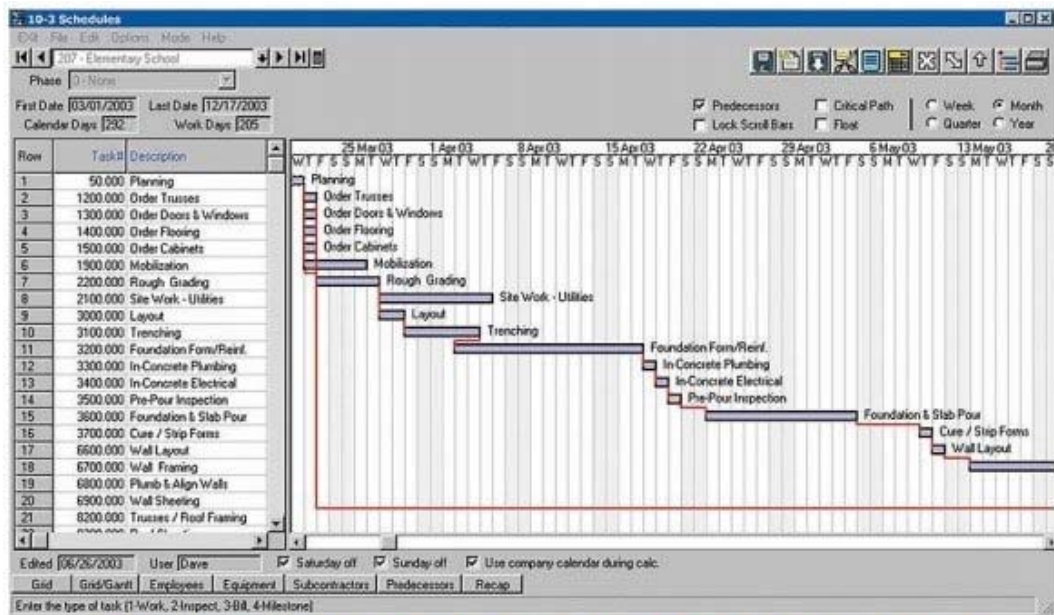 10-3 Schedules
Exit File Edit Options Mode Help
207 - Elementary School
Phase 0 - None
First Date 03/01/2003 Last Date 12/17/2003
Calendar Days 292 Work Days 205
Predecessors Critical Path Week Month
Lock Scroll Bars Float Quarter Year
Row Task# Description
25 Mar 03 1 Apr 03 8 Apr 03 15 Apr 03 22 Apr 03 29 Apr 03 6 May 03 13 May 03 20
W T F S S M T W T F S S M T W T F S S M T W T F S S M T W T F S S M T W T F S S M T W T F S S M T W T F S S M T W T F S S
1 50.000 Planning Planning
2 1200.000 Order Trusses Order Trusses
3 1300.000 Order Doors & Windows Order Doors & Windows
4 1400.000 Order Flooring Order Flooring
5 1500.000 Order Cabinets Order Cabinets
6 1900.000 Mobilization Mobilization
7 2200.000 Rough Grading Rough Grading
8 2100.000 Site Work - Utilities Site Work - Utilities
9 3000.000 Layout Layout
10 3100.000 Trenching Trenching
11 3200.000 Foundation Form/Reinf. Foundation Form/Reinf.
12 3300.000 In-Concrete Plumbing In-Concrete Plumbing
13 3400.000 In-Concrete Electrical In-Concrete Electrical
14 3500.000 Pre-Pour Inspection Pre-Pour Inspection
15 3600.000 Foundation & Slab Pour Foundation & Slab Pour
16 3700.000 Cure / Strip Forms Cure / Strip Forms
17 6600.000 Wall Layout Wall Layout
18 6700.000 Wall Framing
19 6800.000 Plumb & Align Walls
20 6900.000 Wall Sheeting
21 8200.000 Trusses / Roof Framing
Edited 06/26/2003 User Dave Saturday off Sunday off Use company calendar during calc.
Grid Grid/Gantt Employees Equipment Subcontractors Predecessors Recap
Enter the type of task (1-Work, 2-Inspect, 3-Bill, 4-Milestone)